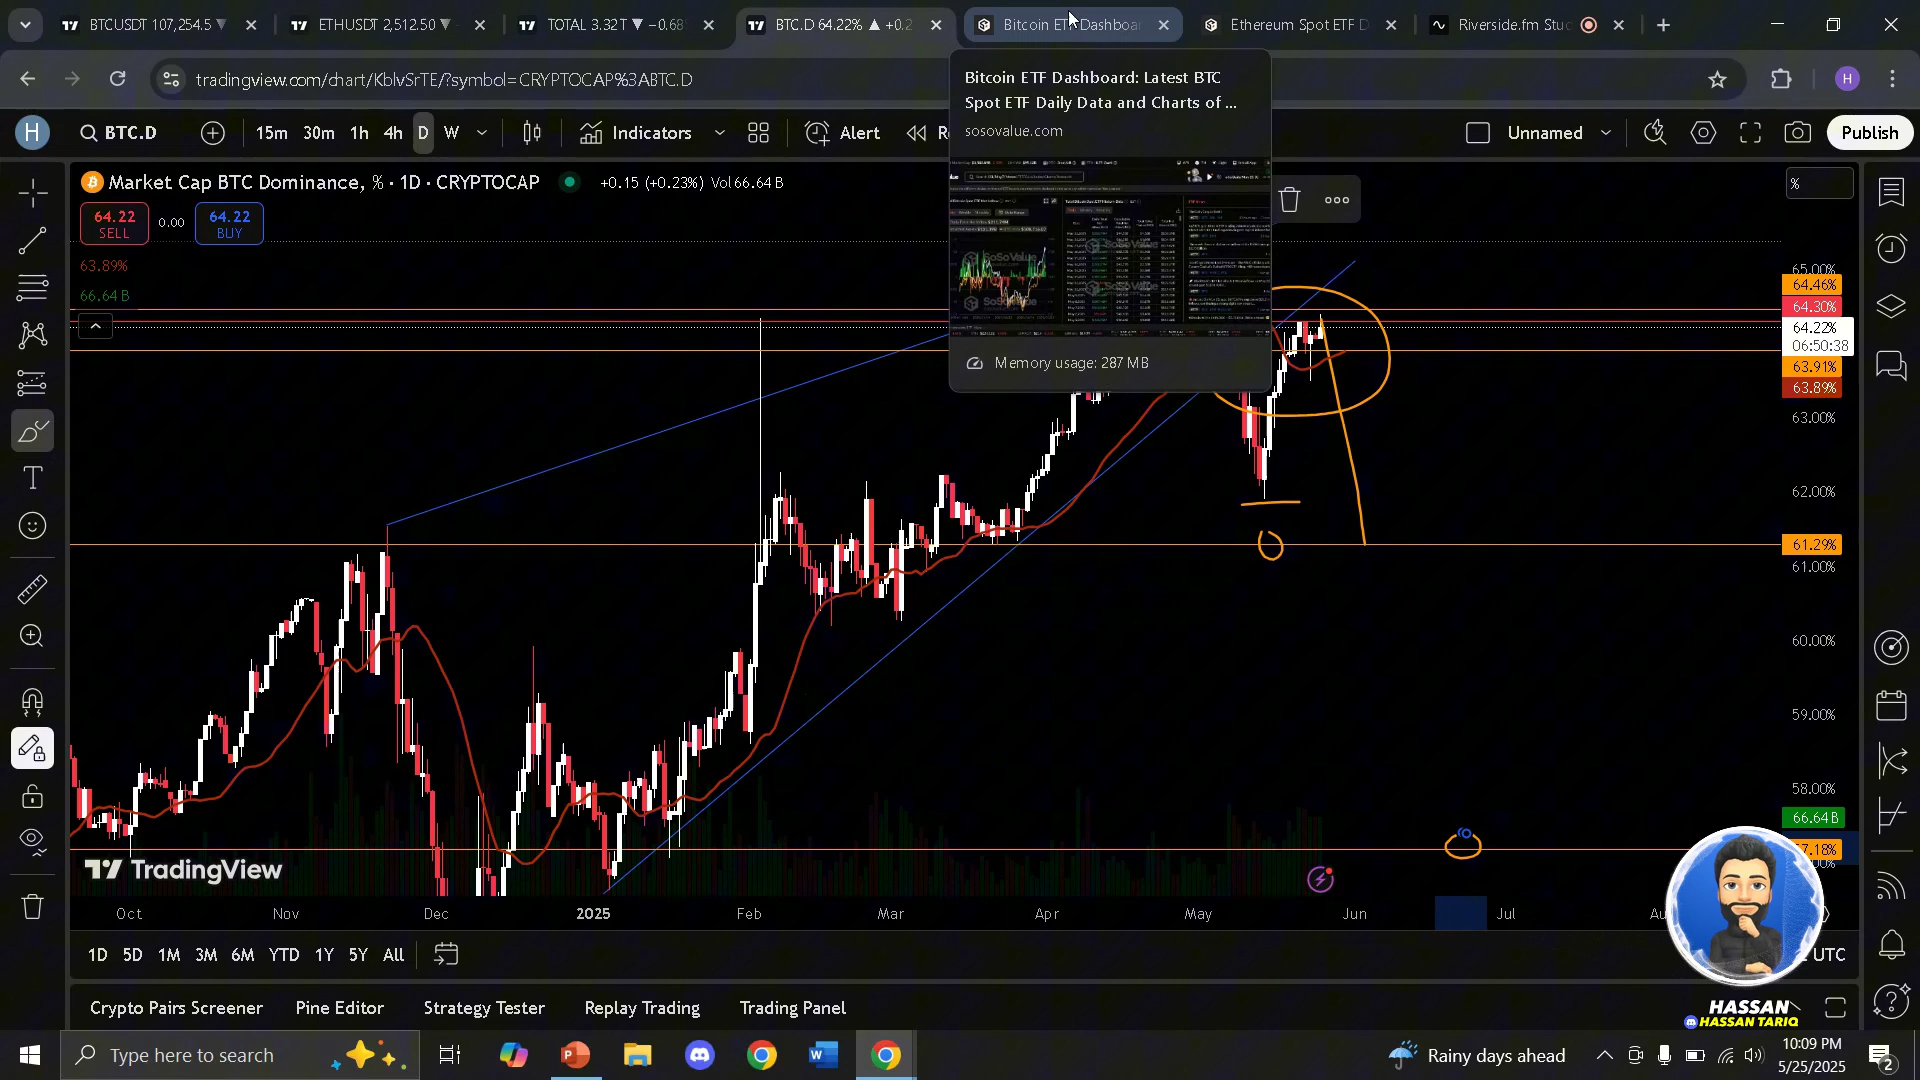 BTCUSDT 107,254.5
ETHUSDT 2,512.50
TOTAL 3.32 T ▼ −0.68
BTC.D 64.22% ▲ +0.2
Bitcoin ETF Dashboar
Ethereum Spot ETF D
Riverside.fm Stu
tradingview.com/chart/KblvSrTE/?symbol=CRYPTOCAP%3ABTC.D
H
Bitcoin ETF Dashboard: Latest BTC
Spot ETF Daily Data and Charts of ...
sosovalue.com
Memory usage: 287 MB
H
BTC.D
15m 30m 1h 4h D W
Indicators
Alert
Unnamed
Publish
Market Cap BTC Dominance, % · 1D · CRYPTOCAP
+0.15 (+0.23%) Vol 66.64 B
64.22
SELL
0.00
64.22
BUY
63.89%
66.64 B
%
65.00%
64.46%
64.30%
64.22%
06:50:38
63.91%
63.89%
63.00%
62.00%
61.29%
61.00%
60.00%
59.00%
58.00%
66.64 B
SoSoValue
TradingView
Oct Nov Dec 2025 Feb Mar Apr May Jun Jul
1D 5D 1M 3M 6M YTD 1Y 5Y All
UTC
Crypto Pairs Screener Pine Editor Strategy Tester Replay Trading Trading Panel
HASSAN
HASSAN TARIQ
Type here to search
Rainy days ahead
10:09 PM
5/25/2025
2